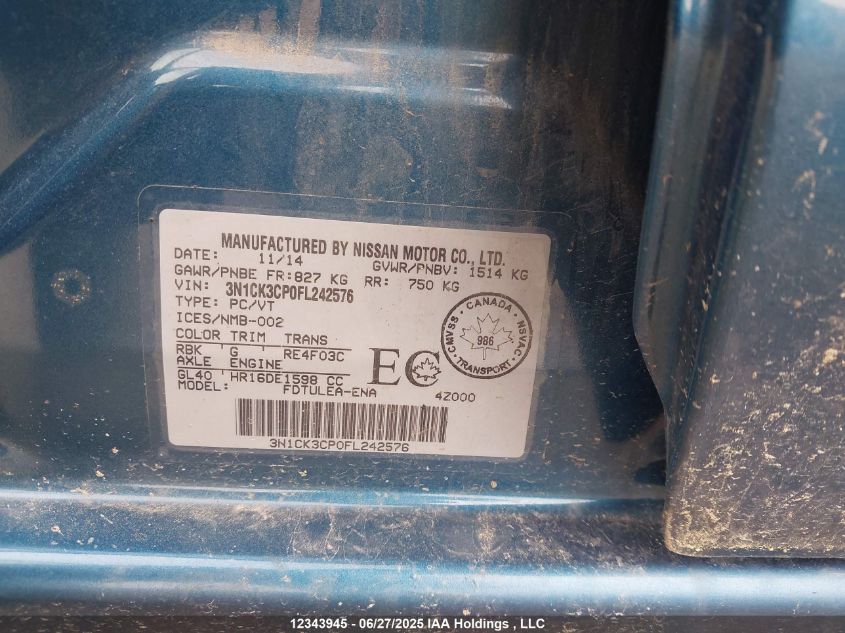 MANUFACTURED BY NISSAN MOTOR CO., LTD.
DATE: 11/14 GVWR/PNBV: 1514 KG
GAWR/PNBE FR:827 KG RR: 750 KG
VIN: 3N1CK3CP0FL242576
TYPE: PC/VT
ICES/NMB-002
COLOR TRIM TRANS
RBK G RE4F03C
AXLE ENGINE
GL40 HR16DE1598 CC
MODEL: FDTULEA-ENA 4Z000
EC
CANADA
CMVSS NSVAC
986
TRANSPORT
3N1CK3CP0FL242576
12343945 - 06/27/2025 IAA Holdings , LLC